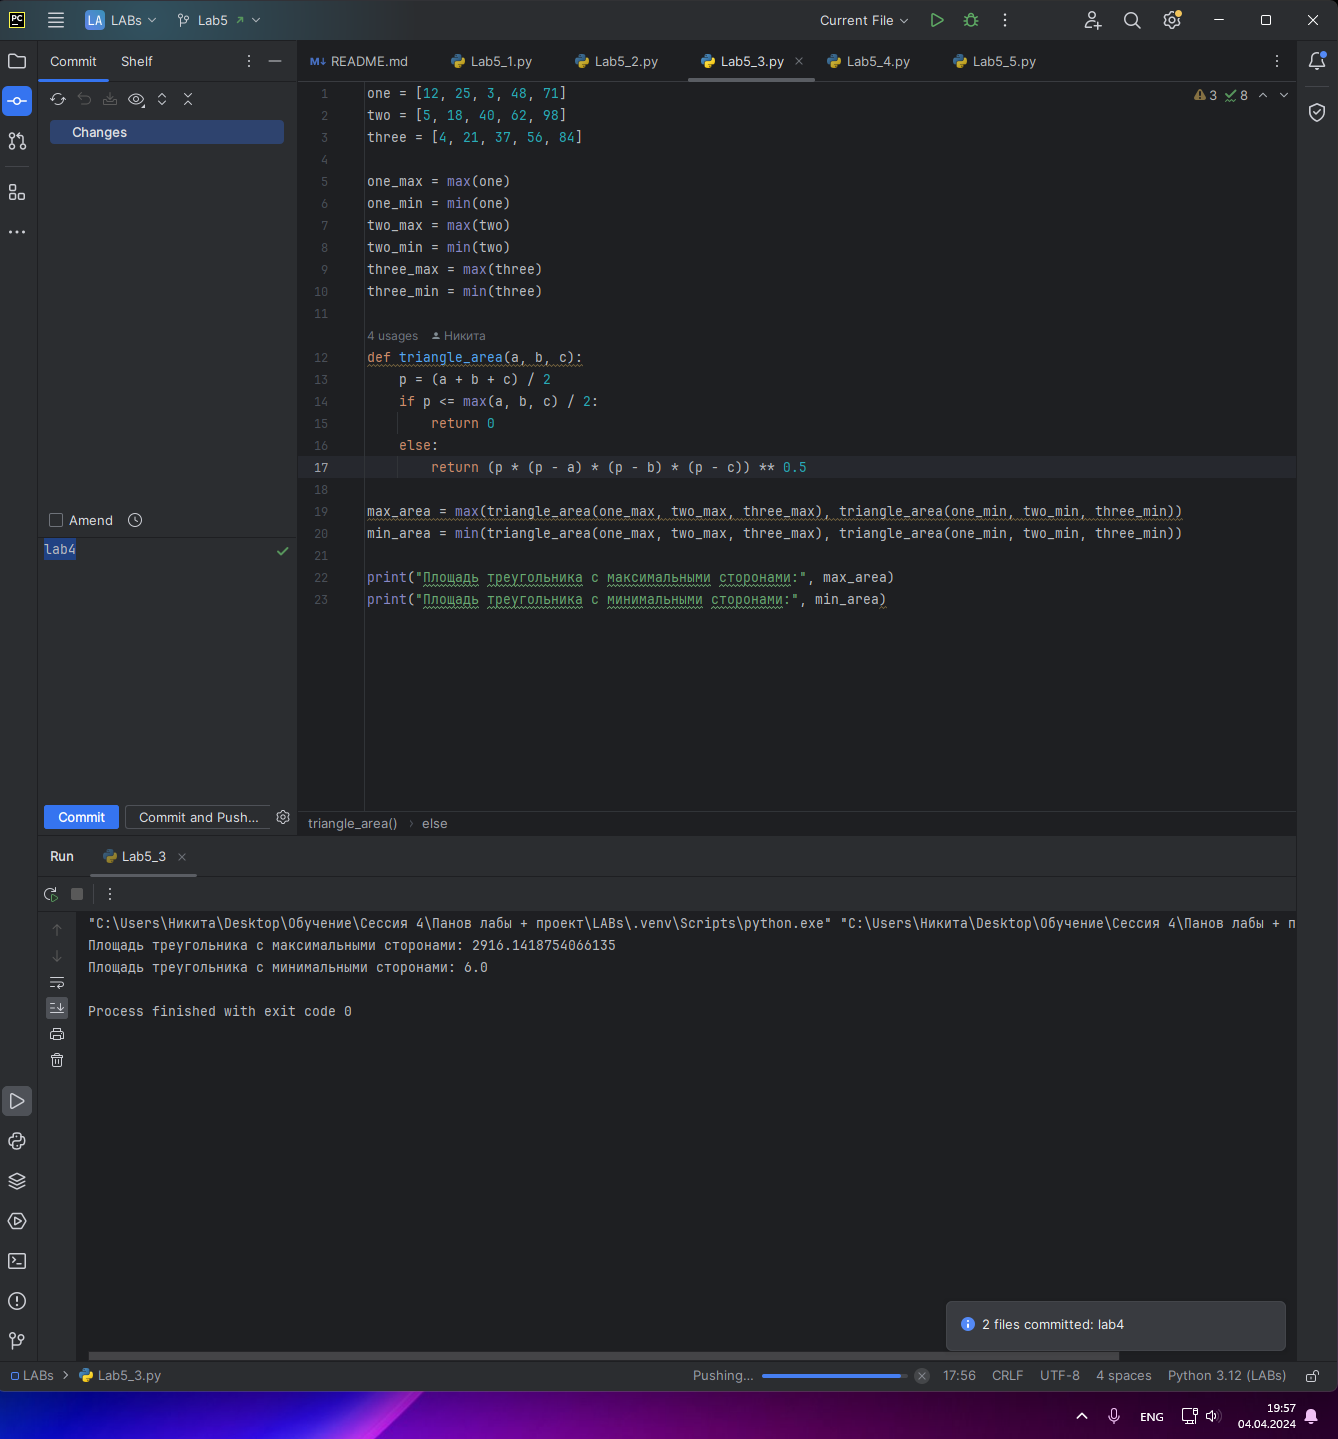 PC
LA LABs
Lab5
Current File
Commit
Shelf
Changes
Amend
lab4
Commit
Commit and Push...
README.md
Lab5_1.py
Lab5_2.py
Lab5_3.py
Lab5_4.py
Lab5_5.py
3
8
1 one = [12, 25, 3, 48, 71]
2 two = [5, 18, 40, 62, 98]
3 three = [4, 21, 37, 56, 84]
4
5 one_max = max(one)
6 one_min = min(one)
7 two_max = max(two)
8 two_min = min(two)
9 three_max = max(three)
10 three_min = min(three)
11
4 usages Никита
12 def triangle_area(a, b, c):
13 p = (a + b + c) / 2
14 if p <= max(a, b, c) / 2:
15 return 0
16 else:
17 return (p * (p - a) * (p - b) * (p - c)) ** 0.5
18
19 max_area = max(triangle_area(one_max, two_max, three_max), triangle_area(one_min, two_min, three_min))
20 min_area = min(triangle_area(one_max, two_max, three_max), triangle_area(one_min, two_min, three_min))
21
22 print("Площадь треугольника с максимальными сторонами:", max_area)
23 print("Площадь треугольника с минимальными сторонами:", min_area)
triangle_area() › else
Run
Lab5_3
"C:\Users\Никита\Desktop\Обучение\Сессия 4\Панов лабы + проект\LABs\.venv\Scripts\python.exe" "C:\Users\Никита\Desktop\Обучение\Сессия 4\Панов лабы + п
Площадь треугольника с максимальными сторонами: 2916.1418754066135
Площадь треугольника с минимальными сторонами: 6.0
Process finished with exit code 0
2 files committed: lab4
LABs > Lab5_3.py
Pushing...
17:56
CRLF
UTF-8
4 spaces
Python 3.12 (LABs)
ENG
19:57
04.04.2024